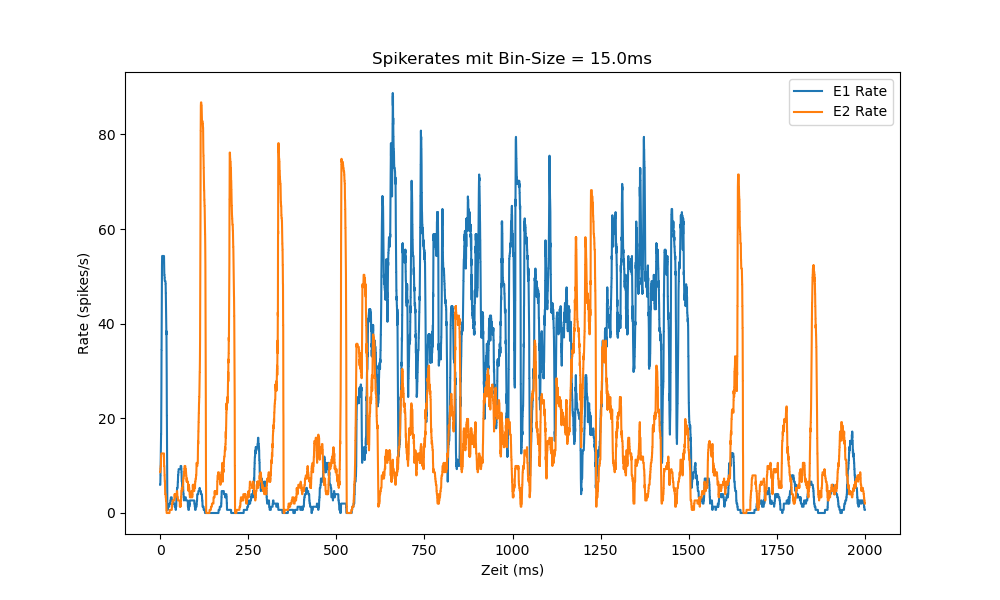 Spikerates mit Bin-Size = 15.0ms
E1 Rate
E2 Rate
80
60
40
20
0
Rate (spikes/s)
0 250 500 750 1000 1250 1500 1750 2000
Zeit (ms)